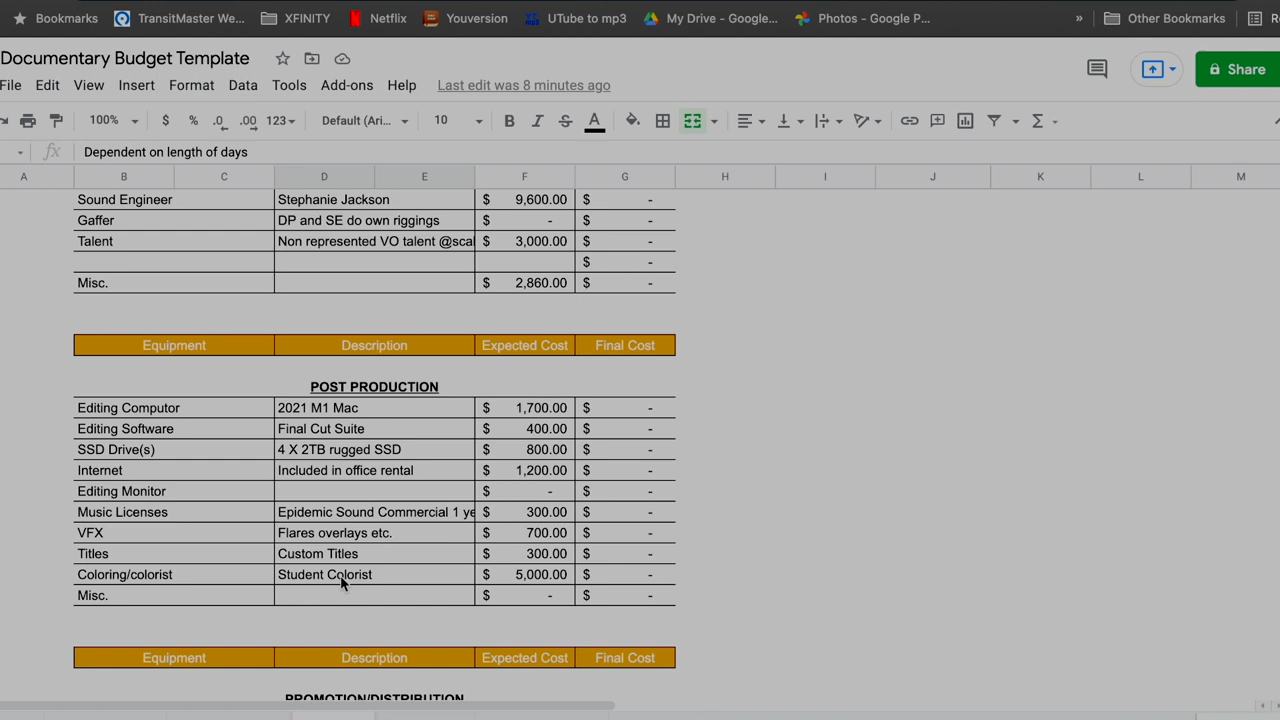 Bookmarks TransitMaster We... XFINITY Netflix Youversion UTube to mp3 My Drive - Google... Photos - Google P... » Other Bookmarks Re
Documentary Budget Template
File Edit View Insert Format Data Tools Add-ons Help Last edit was 8 minutes ago Share
100% $ % .0 .00 123 Default (Ari... 10 B I S A Σ
fx Dependent on length of days
A B C D E F G H I J K L M
Sound Engineer Stephanie Jackson $ 9,600.00 $ -
Gaffer DP and SE do own riggings $ - $ -
Talent Non represented VO talent @scal $ 3,000.00 $ -
$ -
Misc. $ 2,860.00 $ -
Equipment Description Expected Cost Final Cost
POST PRODUCTION
Editing Computor 2021 M1 Mac $ 1,700.00 $ -
Editing Software Final Cut Suite $ 400.00 $ -
SSD Drive(s) 4 X 2TB rugged SSD $ 800.00 $ -
Internet Included in office rental $ 1,200.00 $ -
Editing Monitor $ - $ -
Music Licenses Epidemic Sound Commercial 1 ye $ 300.00 $ -
VFX Flares overlays etc. $ 700.00 $ -
Titles Custom Titles $ 300.00 $ -
Coloring/colorist Student Colorist $ 5,000.00 $ -
Misc. $ - $ -
Equipment Description Expected Cost Final Cost
PROMOTION/DISTRIBUTION